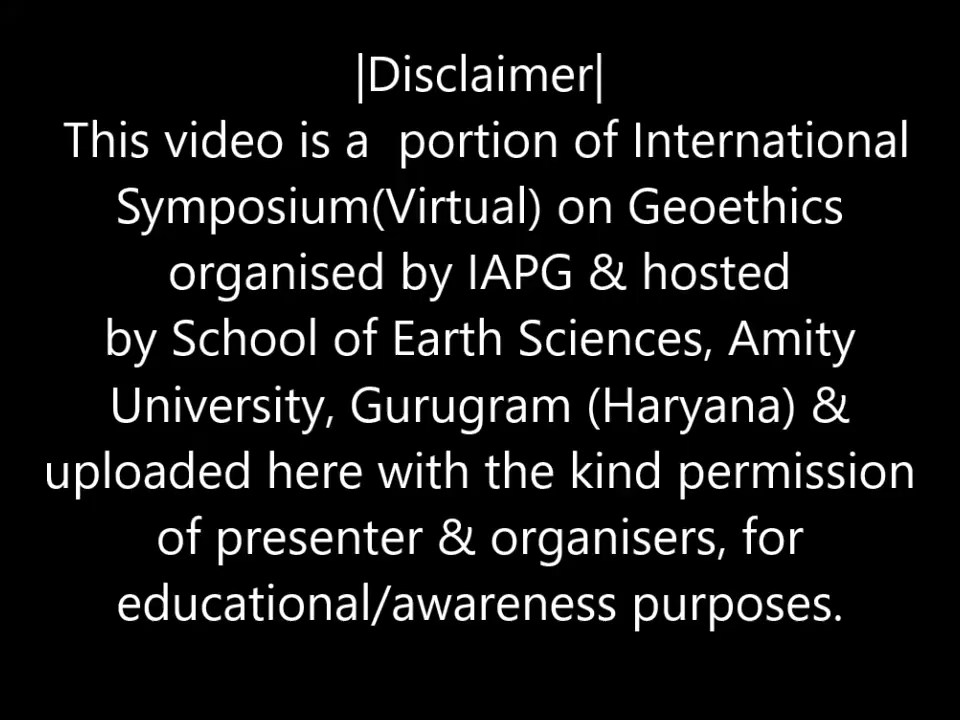 |Disclaimer|
This video is a  portion of International
Symposium(Virtual) on Geoethics
organised by IAPG & hosted
by School of Earth Sciences, Amity
University, Gurugram (Haryana) &
uploaded here with the kind permission
of presenter & organisers, for
educational/awareness purposes.